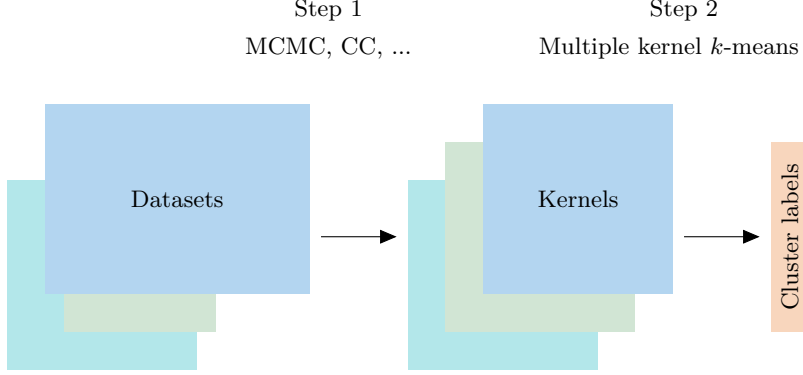 Step 1
MCMC, CC, ...
Step 2
Multiple kernel k-means
Datasets
Kernels
Cluster labels